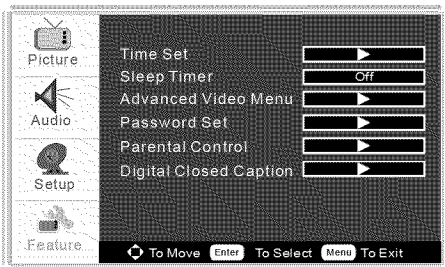 Picture
Audio
Setup
Feature
Time Set
Sleep Timer Off
Advanced Video Menu
Password Set
Parental Control
Digital Closed Caption
To Move Enter To Select Menu To Exit